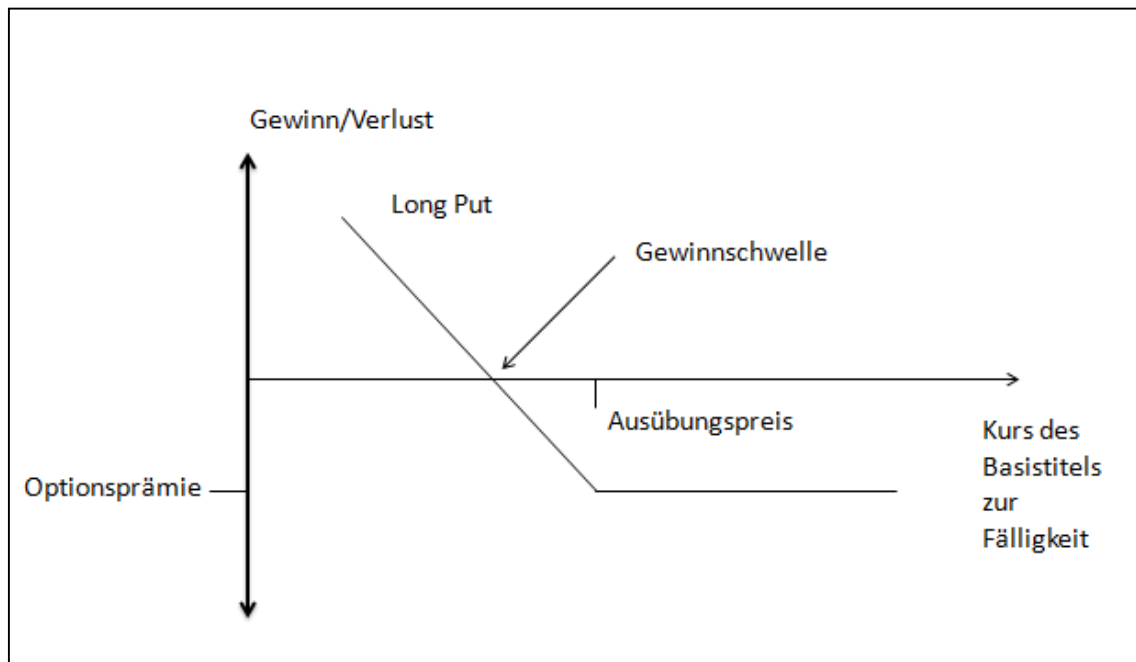 Gewinn/Verlust
Long Put
Gewinnschwelle
Ausübungspreis
Kurs des
Basistitels
zur
Fälligkeit
Optionsprämie